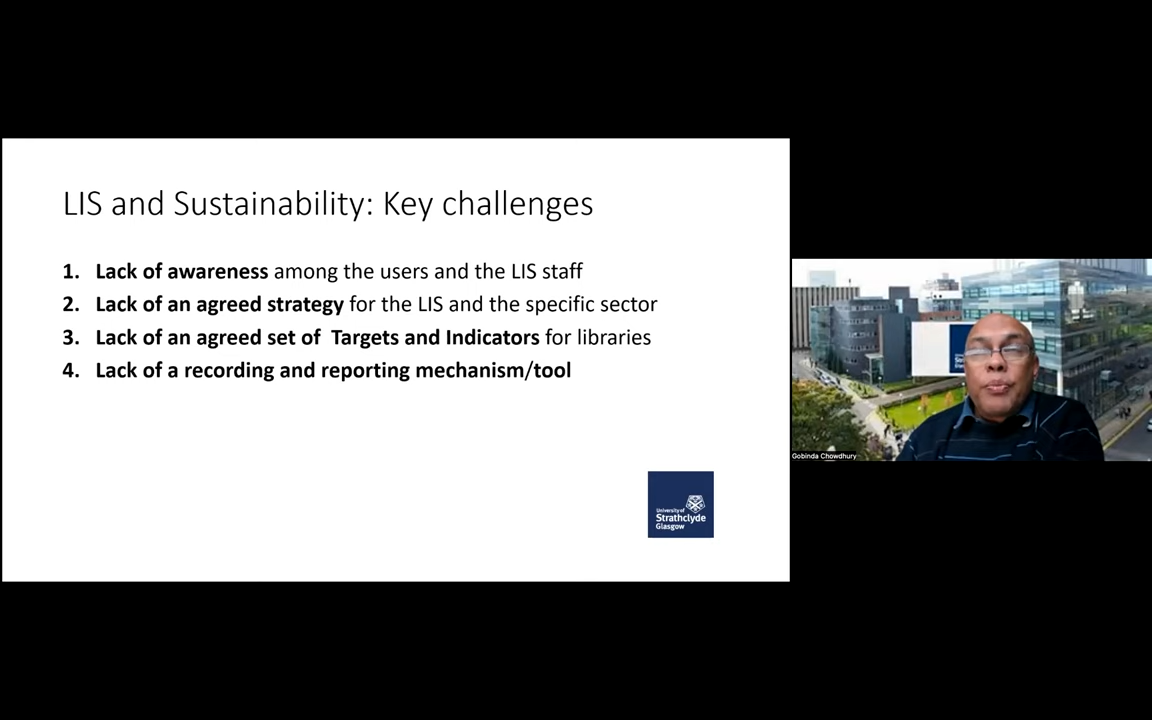 LIS and Sustainability: Key challenges
1. Lack of awareness among the users and the LIS staff
2. Lack of an agreed strategy for the LIS and the specific sector
3. Lack of an agreed set of Targets and Indicators for libraries
4. Lack of a recording and reporting mechanism/tool
University of
Strathclyde
Glasgow
Gobinda Chowdhury